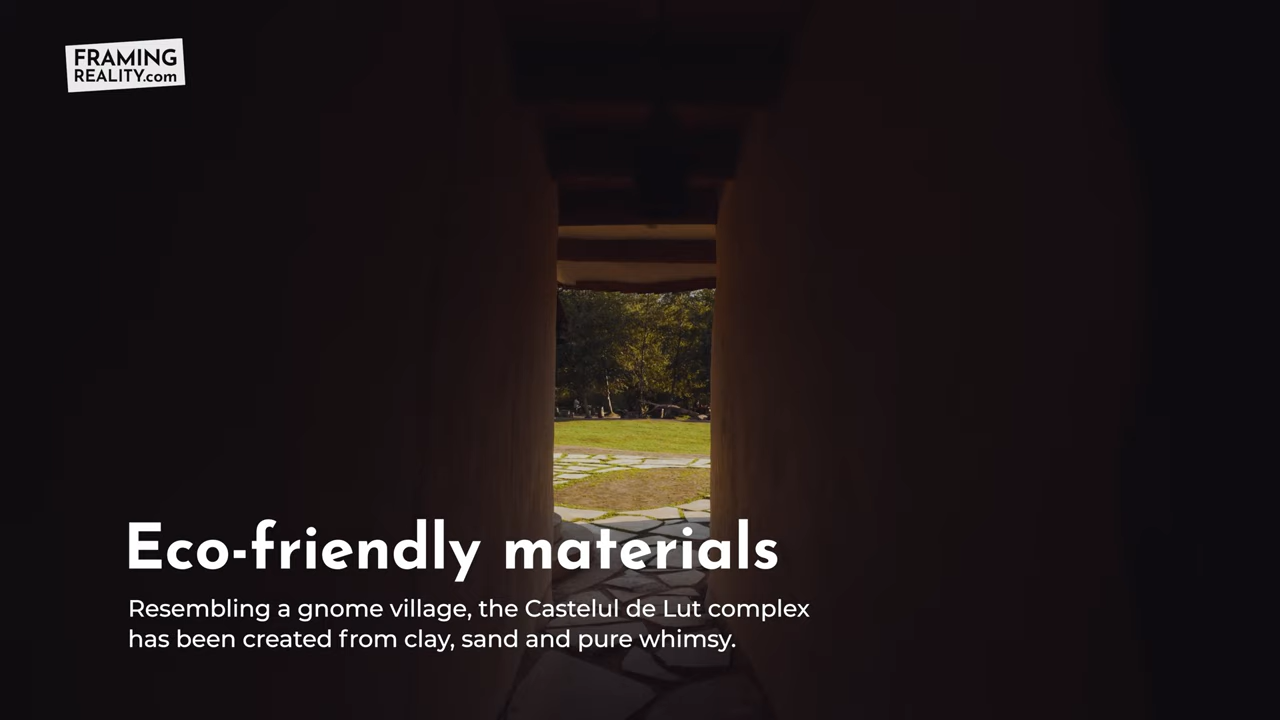 FRAMING
REALITY.com
Eco-friendly materials
Resembling a gnome village, the Castelul de Lut complex
has been created from clay, sand and pure whimsy.